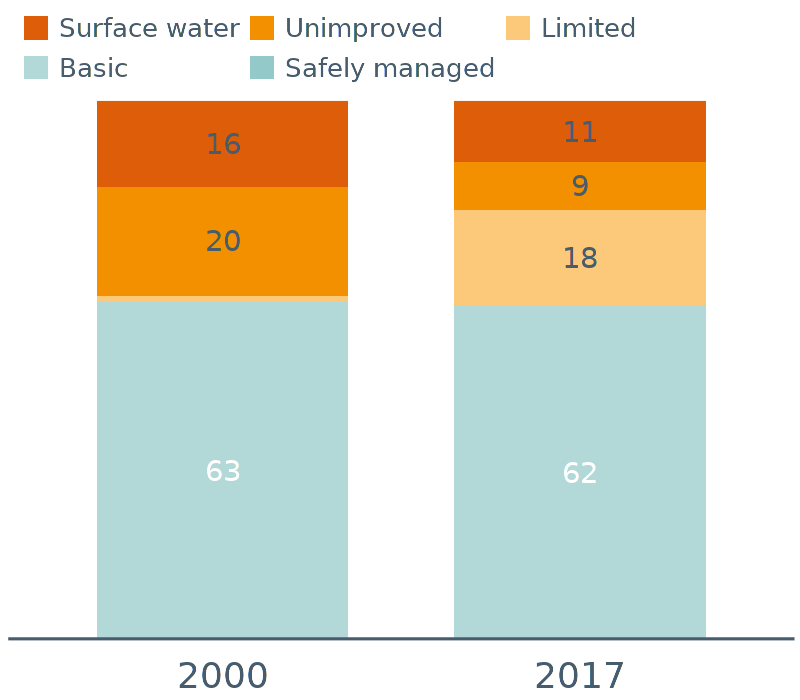 Surface water Unimproved Limited
Basic Safely managed
16 11
20 9
18
63 62
2000 2017